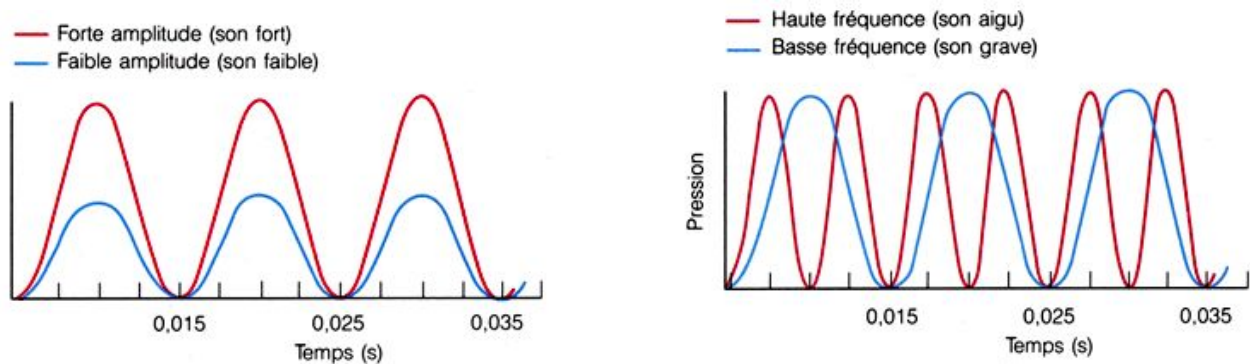 Forte amplitude (son fort)
Faible amplitude (son faible)
0,015 0,025 0,035
Temps (s)
Haute fréquence (son aigu)
Basse fréquence (son grave)
Pression
0,015 0,025 0,035
Temps (s)